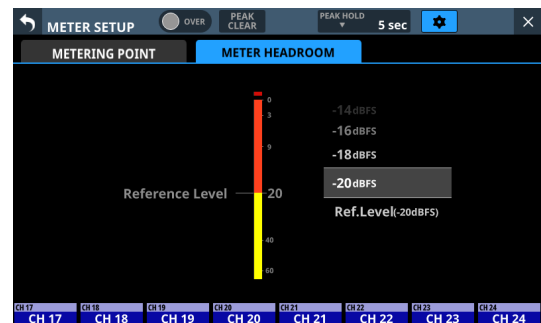 METER SETUP
OVER
PEAK CLEAR
PEAK HOLD
5 sec
METERING POINT
METER HEADROOM
0
3
9
Reference Level
20
40
60
-14dBFS
-16dBFS
-18dBFS
-20dBFS
Ref.Level(-20dBFS)
CH 17 CH 18 CH 19 CH 20 CH 21 CH 22 CH 23 CH 24
CH 17 CH 18 CH 19 CH 20 CH 21 CH 22 CH 23 CH 24